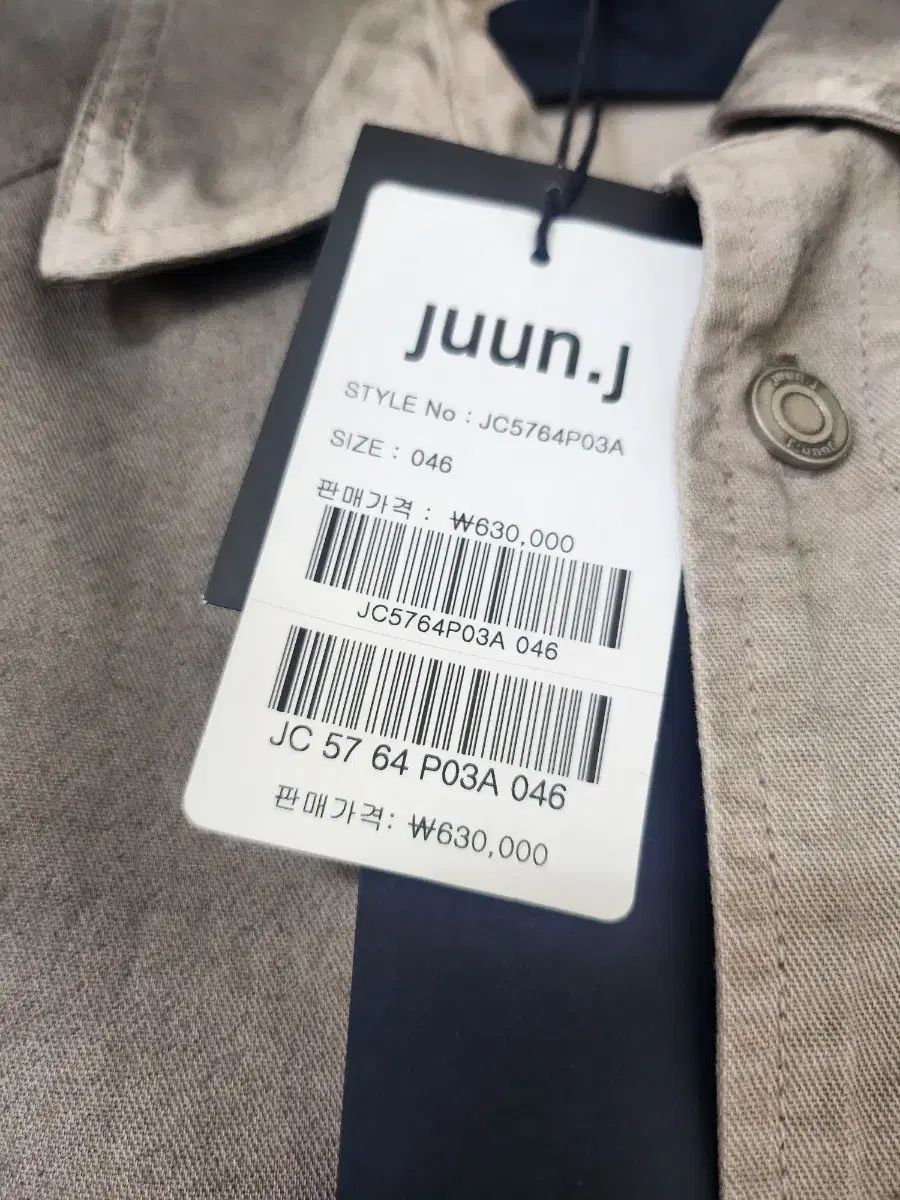 juun.j
STYLE No : JC5764P03A
SIZE : 046
판매가격 : ₩630,000
JC5764P03A 046
JC 57 64 P03A 046
판매가격: ₩630,000
juun.j